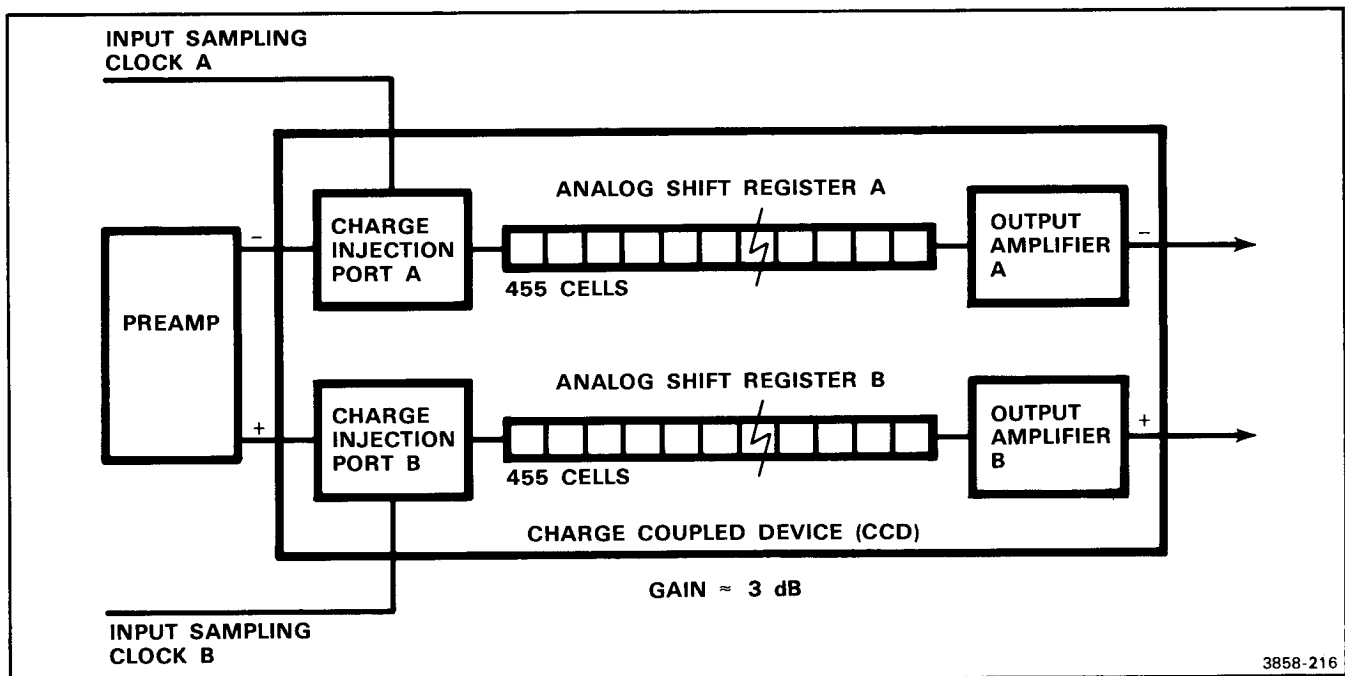 INPUT SAMPLING
CLOCK A
ANALOG SHIFT REGISTER A
CHARGE
INJECTION
PORT A
−
455 CELLS
OUTPUT
AMPLIFIER
A
−
PREAMP
ANALOG SHIFT REGISTER B
CHARGE
INJECTION
PORT B
+
455 CELLS
OUTPUT
AMPLIFIER
B
+
CHARGE COUPLED DEVICE (CCD)
GAIN ≈ 3 dB
INPUT SAMPLING
CLOCK B
3858-216